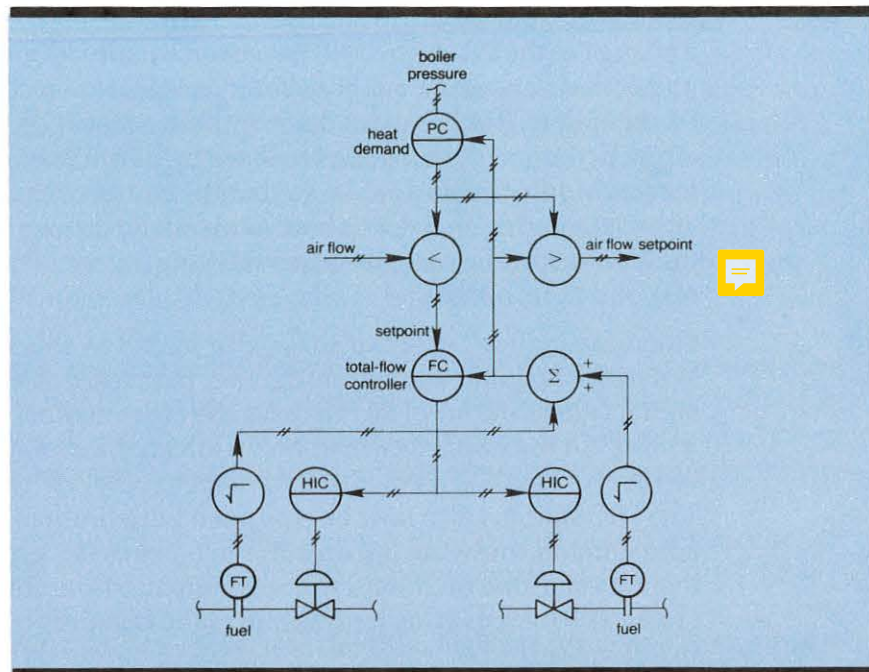 boiler
pressure
PC
heat
demand
air flow
<
>
air flow setpoint
setpoint
total-flow
controller
FC
Σ
+
+
√
HIC
HIC
√
FT
FT
fuel
fuel